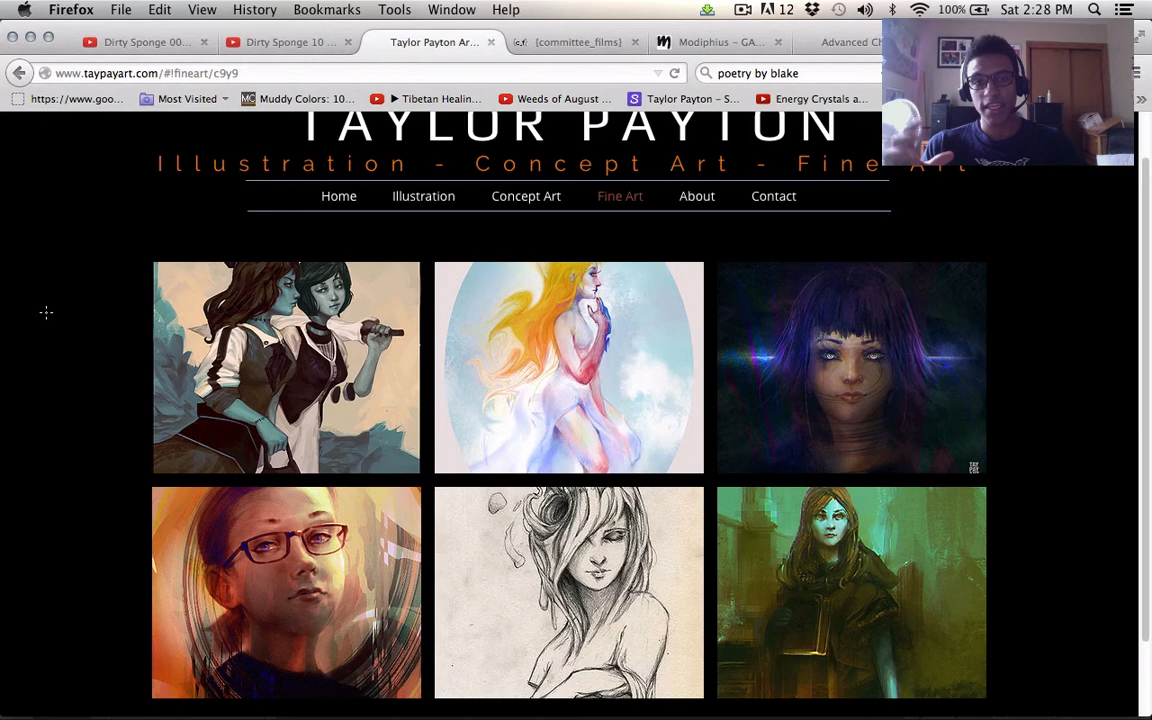 Firefox File Edit View History Bookmarks Tools Window Help 12 100% Sat 2:28 PM
Dirty Sponge 00... Dirty Sponge 10 ... Taylor Payton Ar... {committee_films} Modiphius – GA... Advanced Ch
www.taypayart.com/#!fineart/c9y9 poetry by blake
https://www.goo... Most Visited Muddy Colors: 10... ▶ Tibetan Healin... Weeds of August ... Taylor Payton - S... Energy Crystals a...
TAYLOR PAYTON
Illustration - Concept Art - Fine Art
Home Illustration Concept Art Fine Art About Contact
TAY
PAY